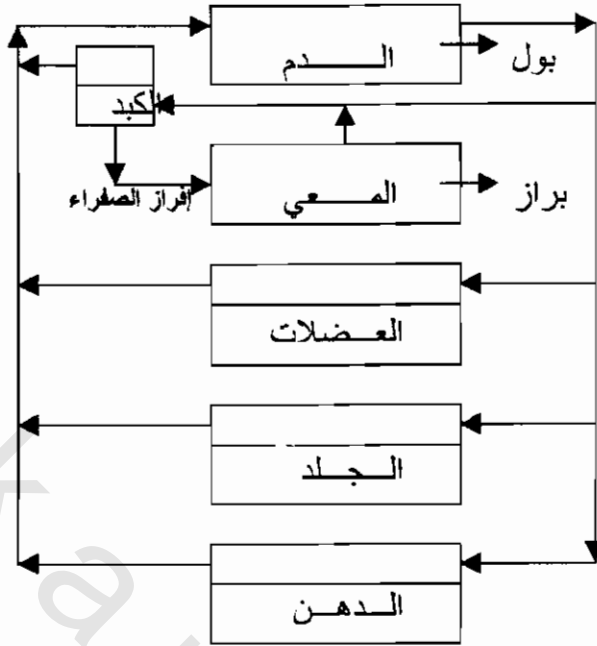 الدم
بول
الكبد
إفراز الصفراء
المعي
براز
العضلات
الجلد
الدهن